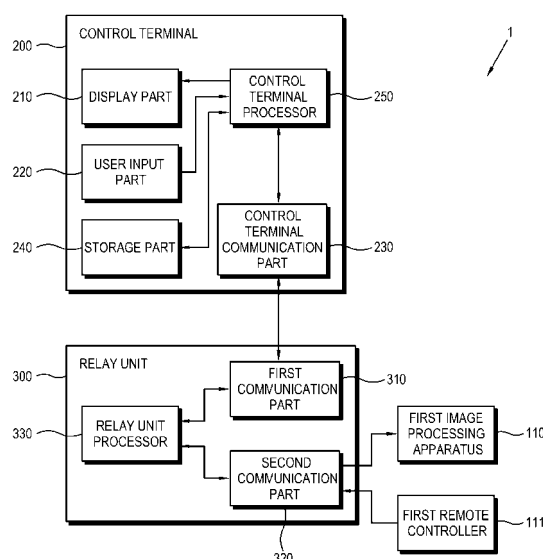 CONTROL TERMINAL
1
200
210
DISPLAY PART
CONTROL
TERMINAL
PROCESSOR
250
220
USER INPUT
PART
240
STORAGE PART
CONTROL
TERMINAL
COMMUNICATION
PART
230
RELAY UNIT
300
FIRST
COMMUNICATION
PART
310
330
RELAY UNIT
PROCESSOR
FIRST IMAGE
PROCESSING
APPARATUS
110
SECOND
COMMUNICATION
PART
FIRST REMOTE
CONTROLLER
111
320